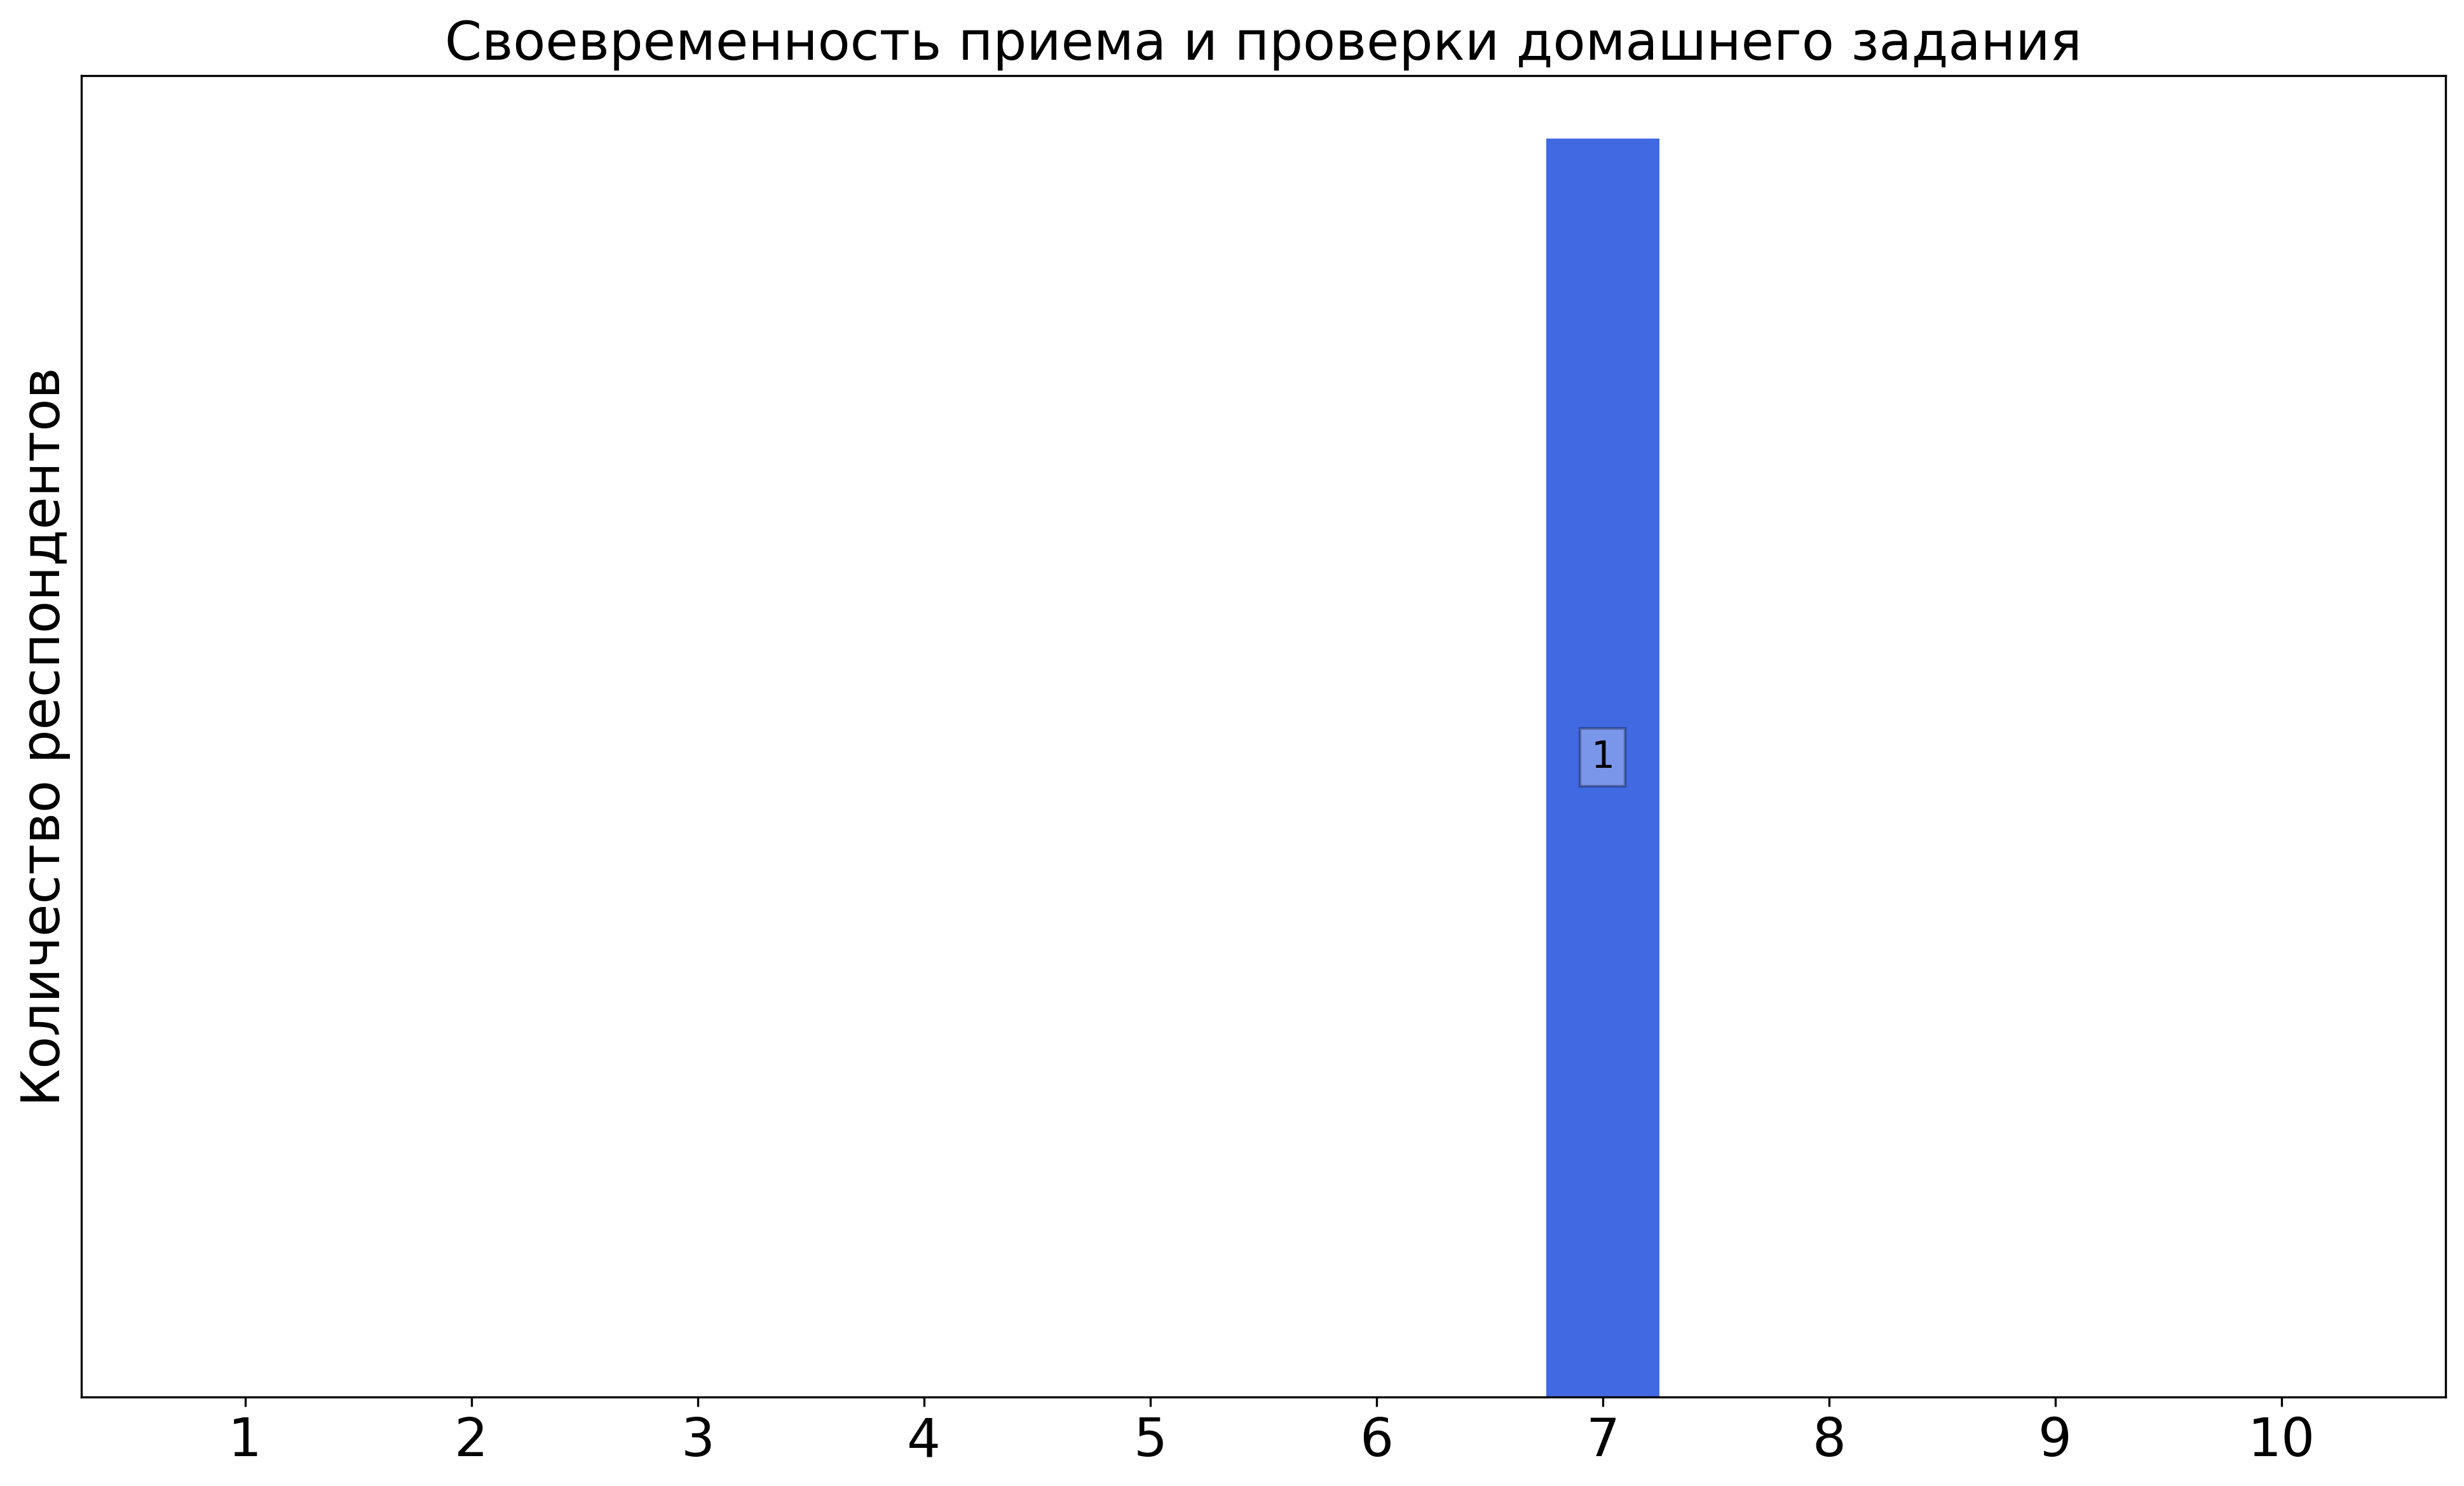 Своевременность приема и проверки домашнего задания
Количество респондентов
1
1 2 3 4 5 6 7 8 9 10